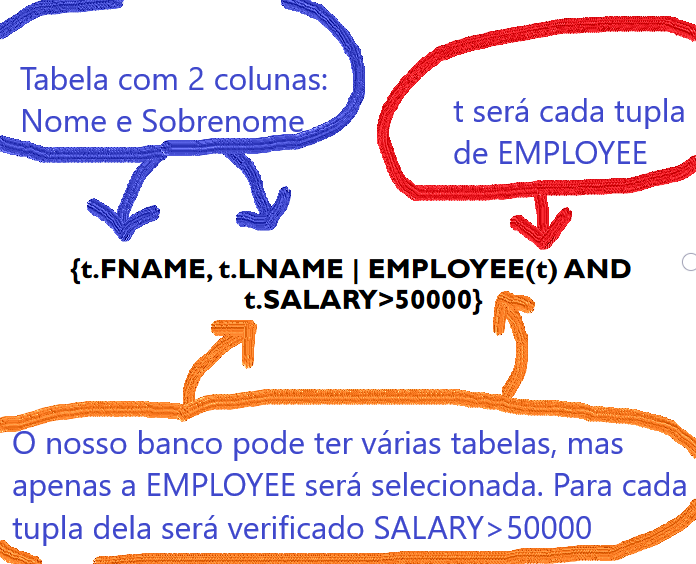 Tabela com 2 colunas:
Nome e Sobrenome
t será cada tupla
de EMPLOYEE
{t.FNAME, t.LNAME | EMPLOYEE(t) AND
t.SALARY>50000}
O nosso banco pode ter várias tabelas, mas
apenas a EMPLOYEE será selecionada. Para cada
tupla dela será verificado SALARY>50000